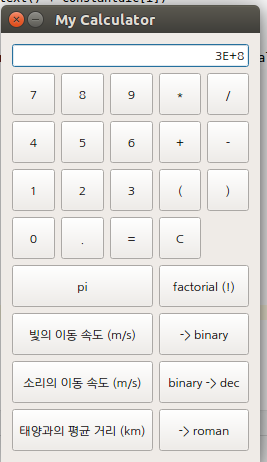 text() + constantdic[i])
My Calculator
3E+8
7 8 9 * /
4 5 6 + -
1 2 3 ( )
0 . = C
pi factorial (!)
빛의 이동 속도 (m/s) -> binary
소리의 이동 속도 (m/s) binary -> dec
태양과의 평균 거리 (km) -> roman